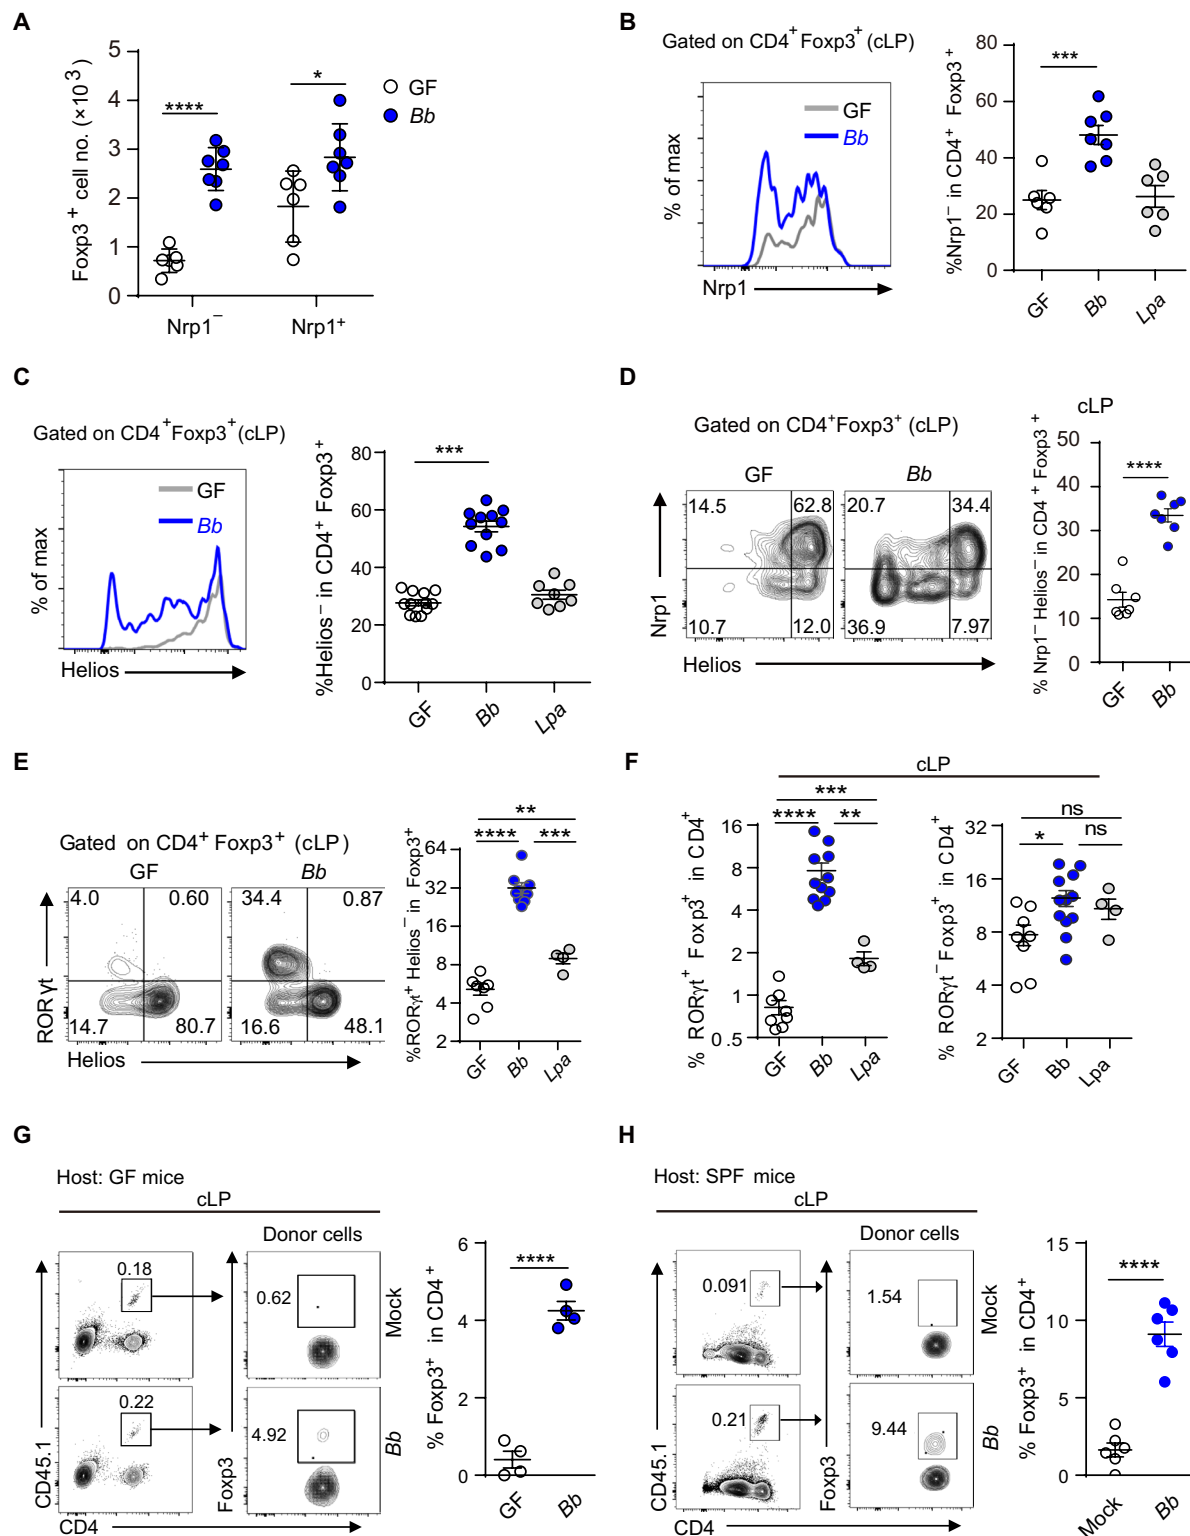 A
Foxp3+ cell no. (×10 3)
5
4
3
2
1
0
****
*
GF
Bb
Nrp1−
Nrp1+
B
Gated on CD4+Foxp3+ (cLP)
% of max
GF
Bb
Nrp1
%Nrp1− in CD4+ Foxp3+
80
60
40
20
0
***
GF
Bb
Lpa
C
Gated on CD4+Foxp3+(cLP)
% of max
GF
Bb
Helios
%Helios− in CD4+ Foxp3+
80
60
40
20
0
***
GF
Bb
Lpa
D
Gated on CD4+Foxp3+ (cLP)
GF
Bb
14.5
62.8
20.7
34.4
10.7
12.0
36.9
7.97
Nrp1
Helios
cLP
% Nrp1− Helios− in CD4 + Foxp3+
50
40
30
20
10
0
****
GF
Bb
E
Gated on CD4+ Foxp3+ (cLP)
GF
Bb
4.0
0.60
34.4
0.87
14.7
80.7
16.6
48.1
RORγt
Helios
%RORγt+ Helios− in Foxp3+
64
32
16
8
4
2
**
****
***
GF
Bb
Lpa
F
cLP
% RORγt+ Foxp3+ in CD4+
16
8
4
2
1
0.5
***
****
**
GF
Bb
Lpa
% RORγt− Foxp3+ in CD4+
32
16
8
4
2
ns
*
ns
GF
Bb
Lpa
G
Host: GF mice
cLP
Donor cells
0.18
0.62
Mock
0.22
4.92
Bb
CD45.1
Foxp3
CD4
% Foxp3+ in CD4 +
6
4
2
0
****
GF
Bb
H
Host: SPF mice
cLP
Donor cells
0.091
1.54
Mock
0.21
9.44
Bb
CD45.1
Foxp3
CD4
% Foxp3+ in CD4+
15
10
5
0
****
Mock
Bb